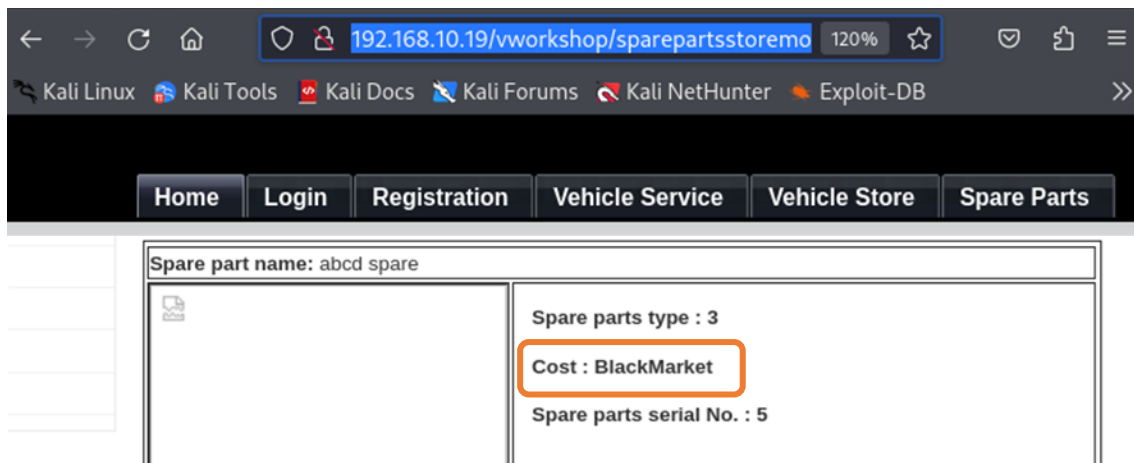 192.168.10.19/vworkshop/sparepartsstoremo 120%
Kali Linux Kali Tools Kali Docs Kali Forums Kali NetHunter Exploit-DB
Home Login Registration Vehicle Service Vehicle Store Spare Parts
Spare part name: abcd spare
Spare parts type : 3
Cost : BlackMarket
Spare parts serial No. : 5